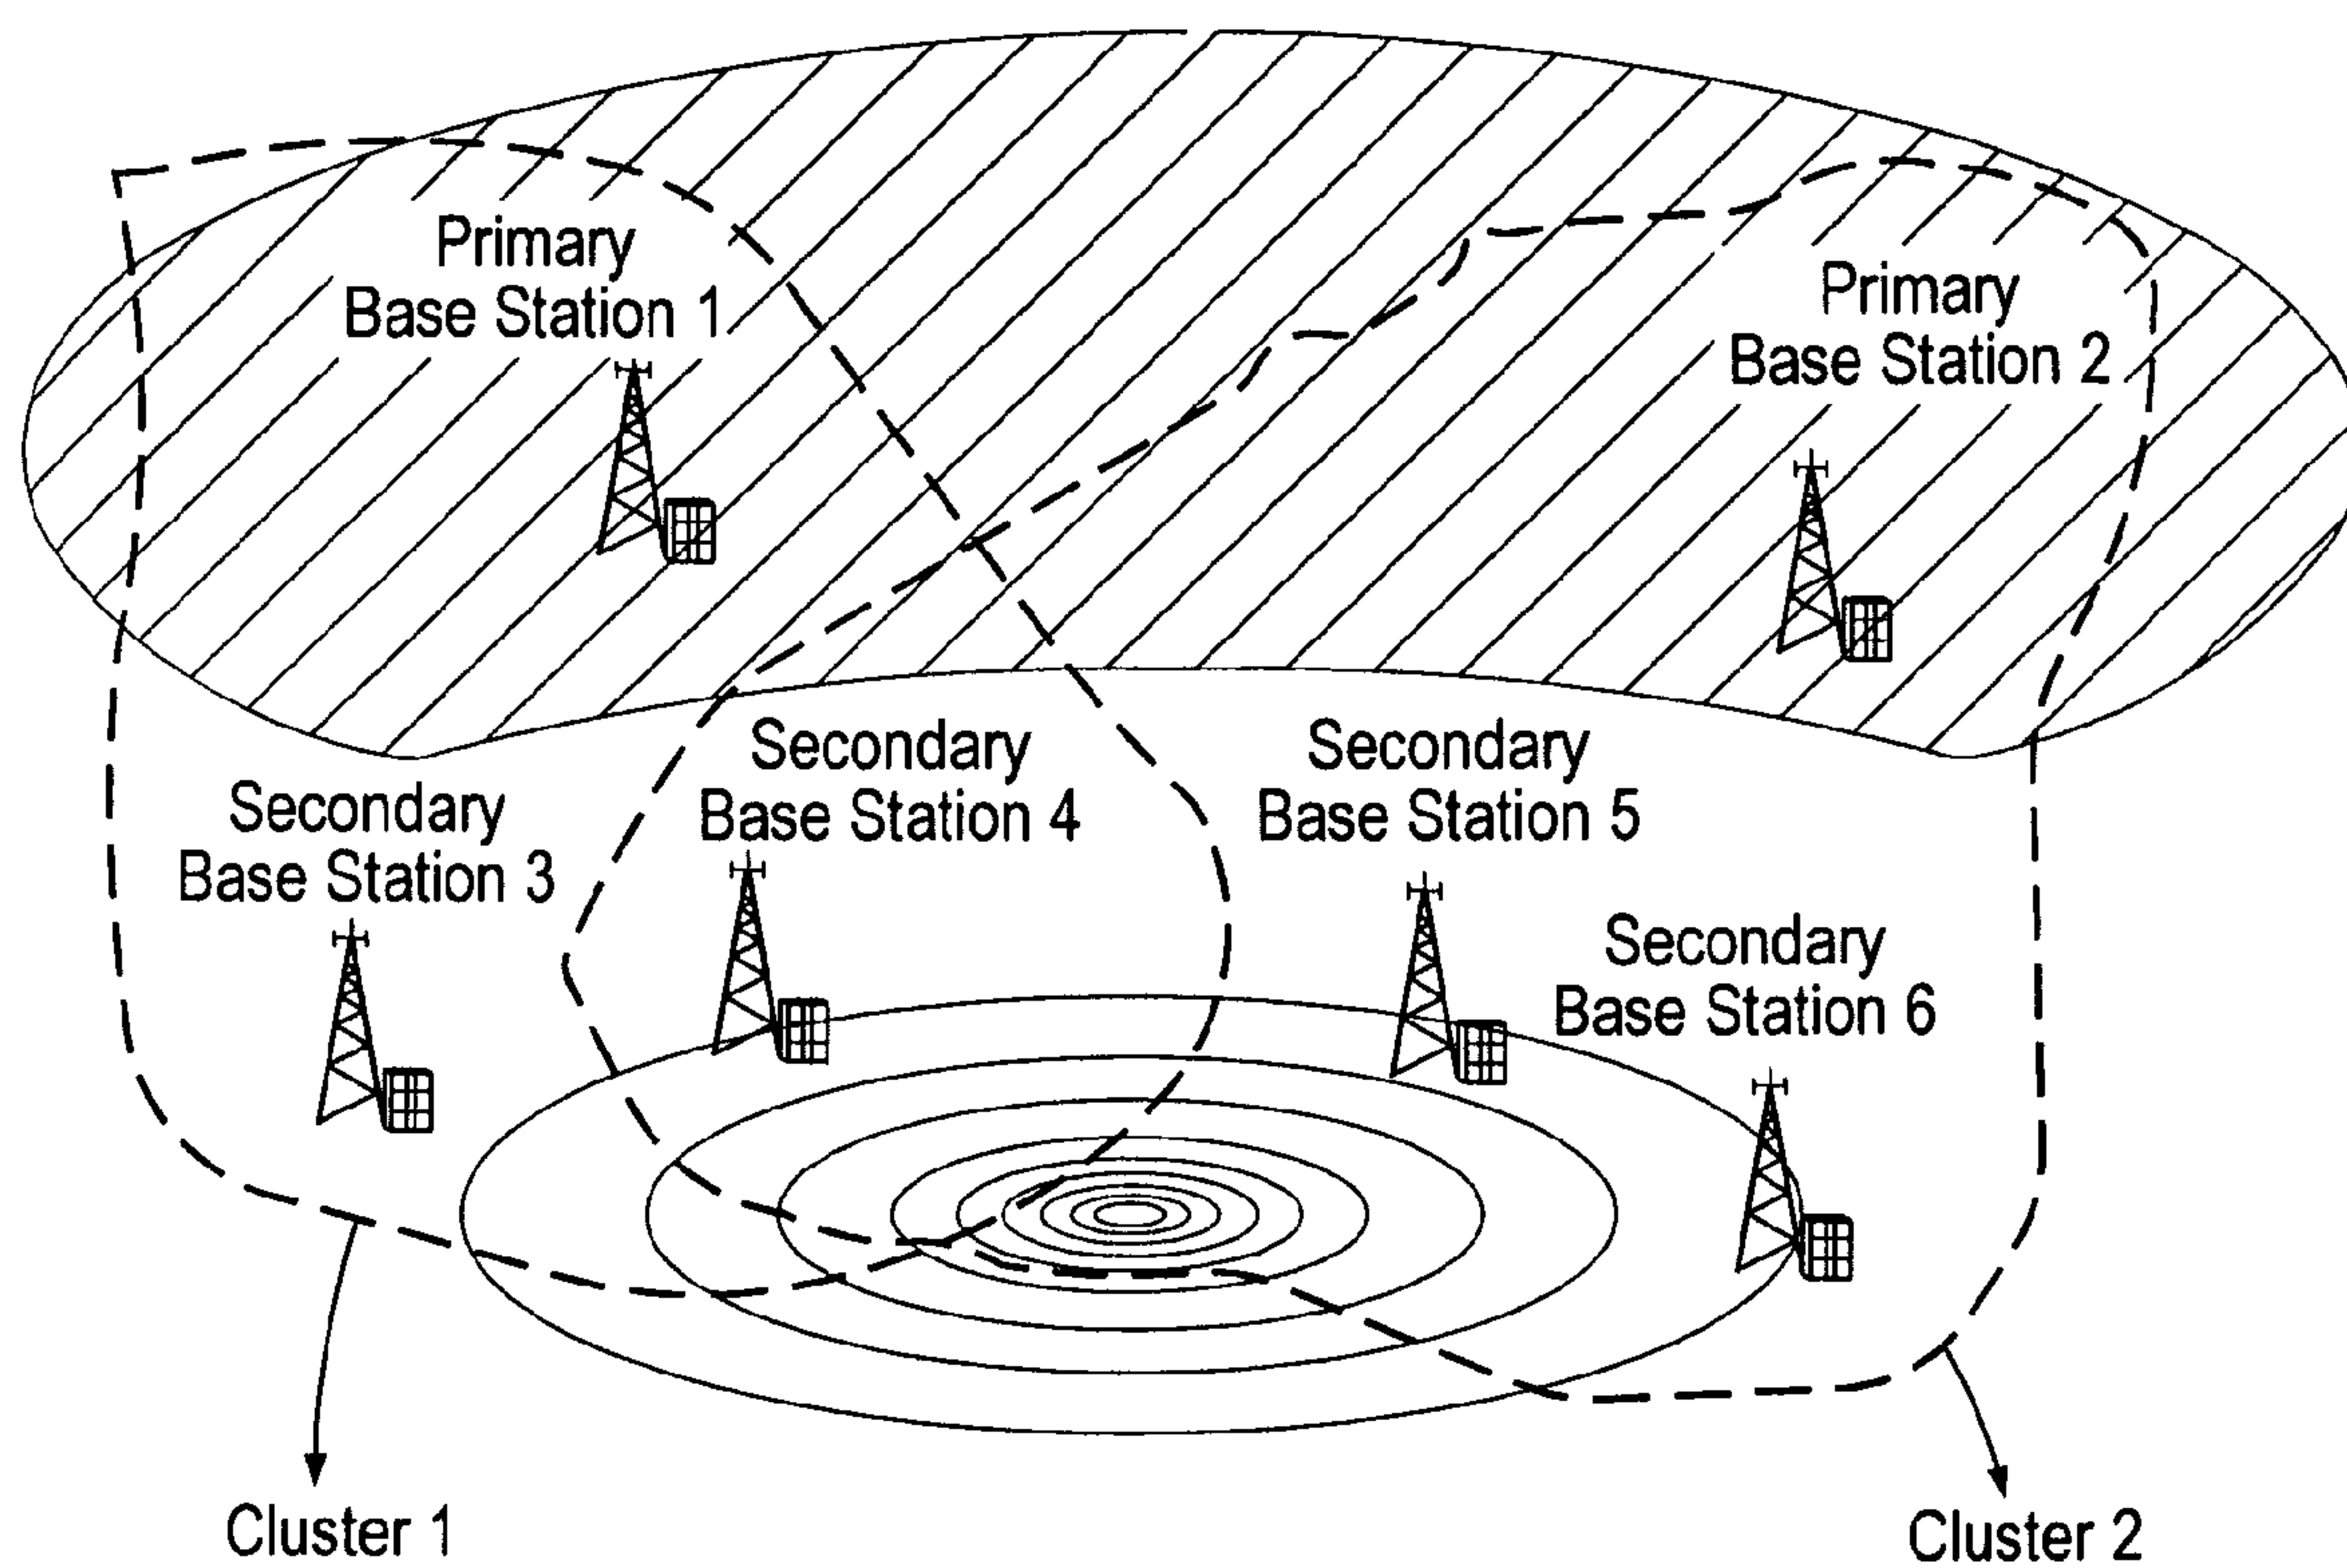 Primary
Base Station 1
Primary
Base Station 2
Secondary
Base Station 3
Secondary
Base Station 4
Secondary
Base Station 5
Secondary
Base Station 6
Cluster 1
Cluster 2